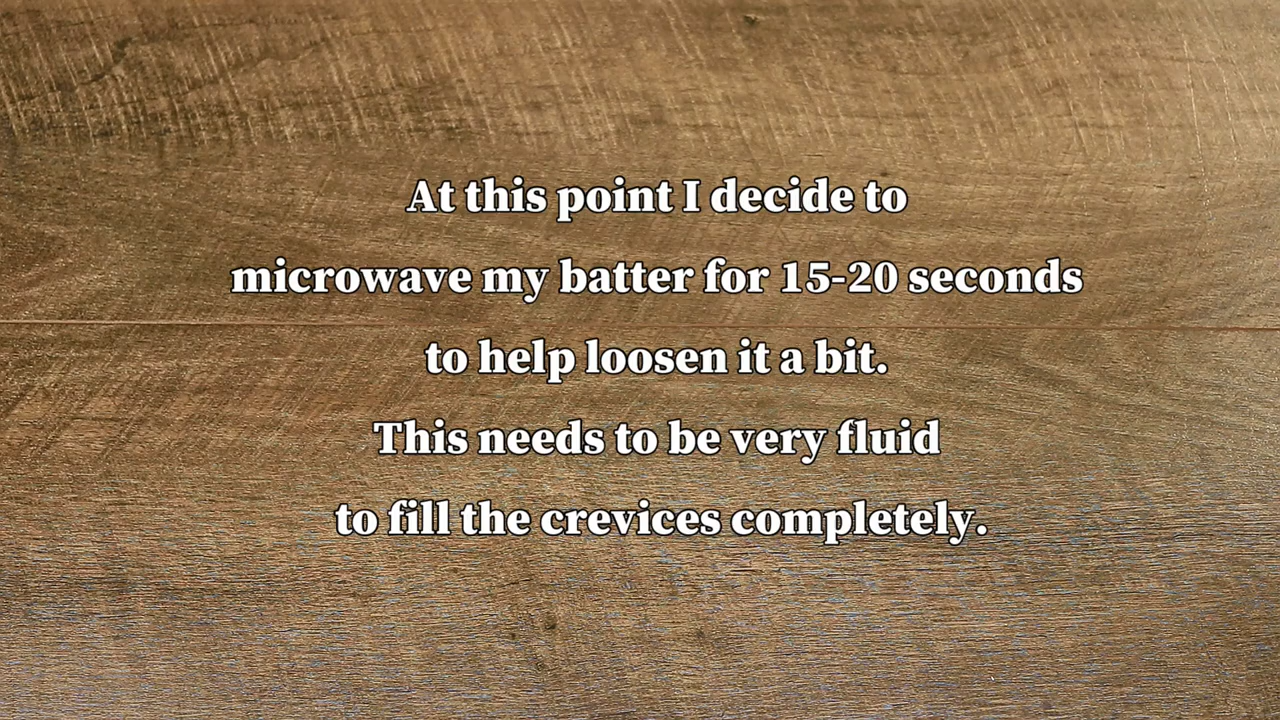 At this point I decide to
microwave my batter for 15-20 seconds
to help loosen it a bit.
This needs to be very fluid
to fill the crevices completely.